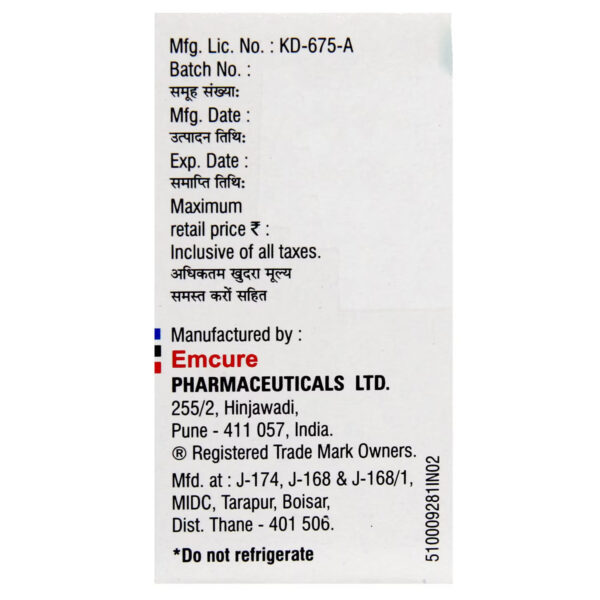 Mfg. Lic. No. : KD-675-A
Batch No. :
समूह संख्या:
Mfg. Date :
उत्पादन तिथि:
Exp. Date :
समाप्ति तिथि:
Maximum
retail price ₹ :
Inclusive of all taxes.
अधिकतम खुदरा मूल्य
समस्त करों सहित
Manufactured by :
Emcure
PHARMACEUTICALS LTD.
255/2, Hinjawadi,
Pune - 411 057, India.
® Registered Trade Mark Owners.
Mfd. at : J-174, J-168 & J-168/1,
MIDC, Tarapur, Boisar,
Dist. Thane - 401 506.
*Do not refrigerate
510009281IN02